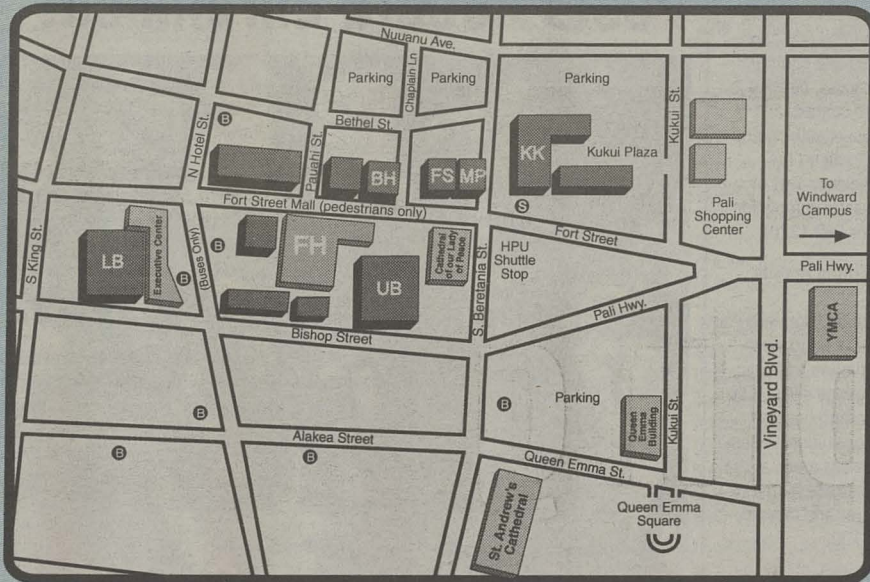 Nuuanu Ave.
Parking
Chaplain Ln
Parking
Parking
Kukui St.
B
N Hotel St.
Bethel St.
Pauahi St.
BH
FS
MP
KK
Kukui Plaza
S
Pali
Shopping
Center
To
Windward
Campus
Fort Street Mall (pedestrians only)
Fort Street
S King St.
LB
Executive Center
B
(Buses Only)
B
FH
UB
Cathedral
of our Lady
of Peace
S. Beretania St.
HPU
Shuttle
Stop
Pali Hwy.
Pali Hwy.
YMCA
Bishop Street
Vineyard Blvd.
B
B
Parking
Queen
Emma
Building
Kukui St.
Alakea Street
B
B
Queen Emma St.
St. Andrew's
Cathedral
Queen Emma
Square